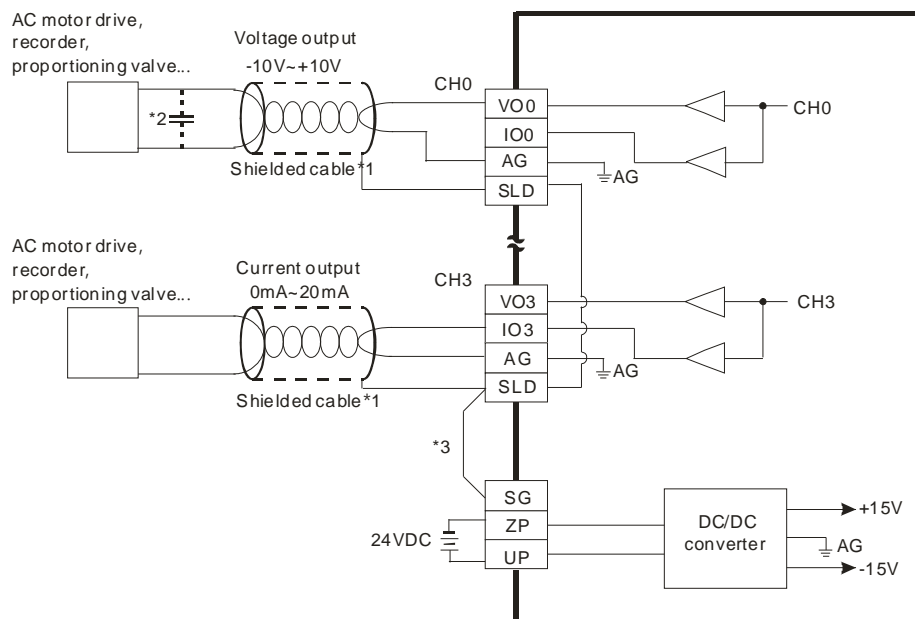 AC motor drive,
recorder,
proportioning valve...
Voltage output
-10V~+10V
*2
Shielded cable*1
CH0
VO0
IO0
AG
SLD
AG
CH0
AC motor drive,
recorder,
proportioning valve...
Current output
0mA~20mA
Shielded cable*1
CH3
VO3
IO3
AG
SLD
AG
CH3
*3
SG
ZP
UP
24VDC
DC/DC
converter
+15V
AG
-15V